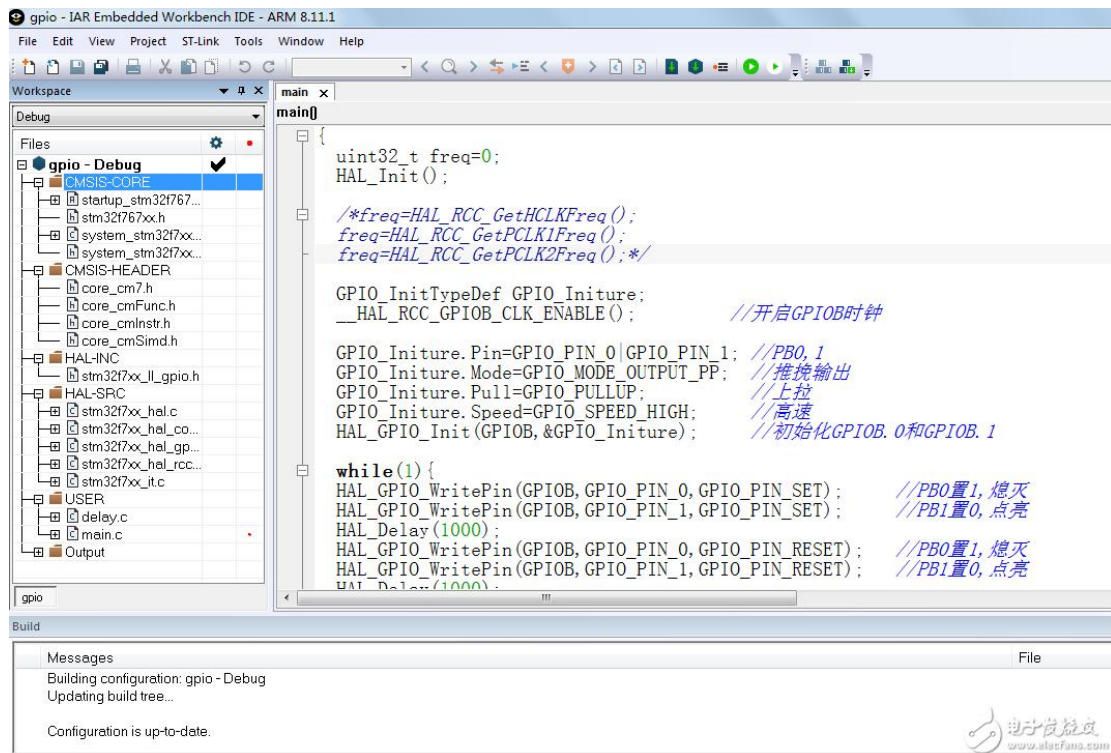 gpio - IAR Embedded Workbench IDE - ARM 8.11.1
File Edit View Project ST-Link Tools Window Help
Workspace
Debug
Files
gpio - Debug
CMSIS-CORE
startup_stm32f767...
stm32f767xx.h
system_stm32f7xx...
system_stm32f7xx...
CMSIS-HEADER
core_cm7.h
core_cmFunc.h
core_cmInstr.h
core_cmSimd.h
HAL-INC
stm32f7xx_ll_gpio.h
HAL-SRC
stm32f7xx_hal.c
stm32f7xx_hal_co...
stm32f7xx_hal_gp...
stm32f7xx_hal_rcc...
stm32f7xx_it.c
USER
delay.c
main.c
Output
gpio
main x
main()
{
uint32_t freq=0;
HAL_Init();
/*freq=HAL_RCC_GetHCLKFreq();
freq=HAL_RCC_GetPCLK1Freq();
freq=HAL_RCC_GetPCLK2Freq();*/
GPIO_InitTypeDef GPIO_Initure;
__HAL_RCC_GPIOB_CLK_ENABLE(); //开启GPIOB时钟
GPIO_Initure.Pin=GPIO_PIN_0|GPIO_PIN_1; //PB0,1
GPIO_Initure.Mode=GPIO_MODE_OUTPUT_PP; //推挽输出
GPIO_Initure.Pull=GPIO_PULLUP; //上拉
GPIO_Initure.Speed=GPIO_SPEED_HIGH; //高速
HAL_GPIO_Init(GPIOB,&GPIO_Initure); //初始化GPIOB.0和GPIOB.1
while(1){
HAL_GPIO_WritePin(GPIOB,GPIO_PIN_0,GPIO_PIN_SET); //PB0置1,熄灭
HAL_GPIO_WritePin(GPIOB,GPIO_PIN_1,GPIO_PIN_SET); //PB1置0,点亮
HAL_Delay(1000);
HAL_GPIO_WritePin(GPIOB,GPIO_PIN_0,GPIO_PIN_RESET); //PB0置1,熄灭
HAL_GPIO_WritePin(GPIOB,GPIO_PIN_1,GPIO_PIN_RESET); //PB1置0,点亮
HAL_Delay(1000);
Build
Messages File
Building configuration: gpio - Debug
Updating build tree...
Configuration is up-to-date.
电子发烧友
www.elecfans.com